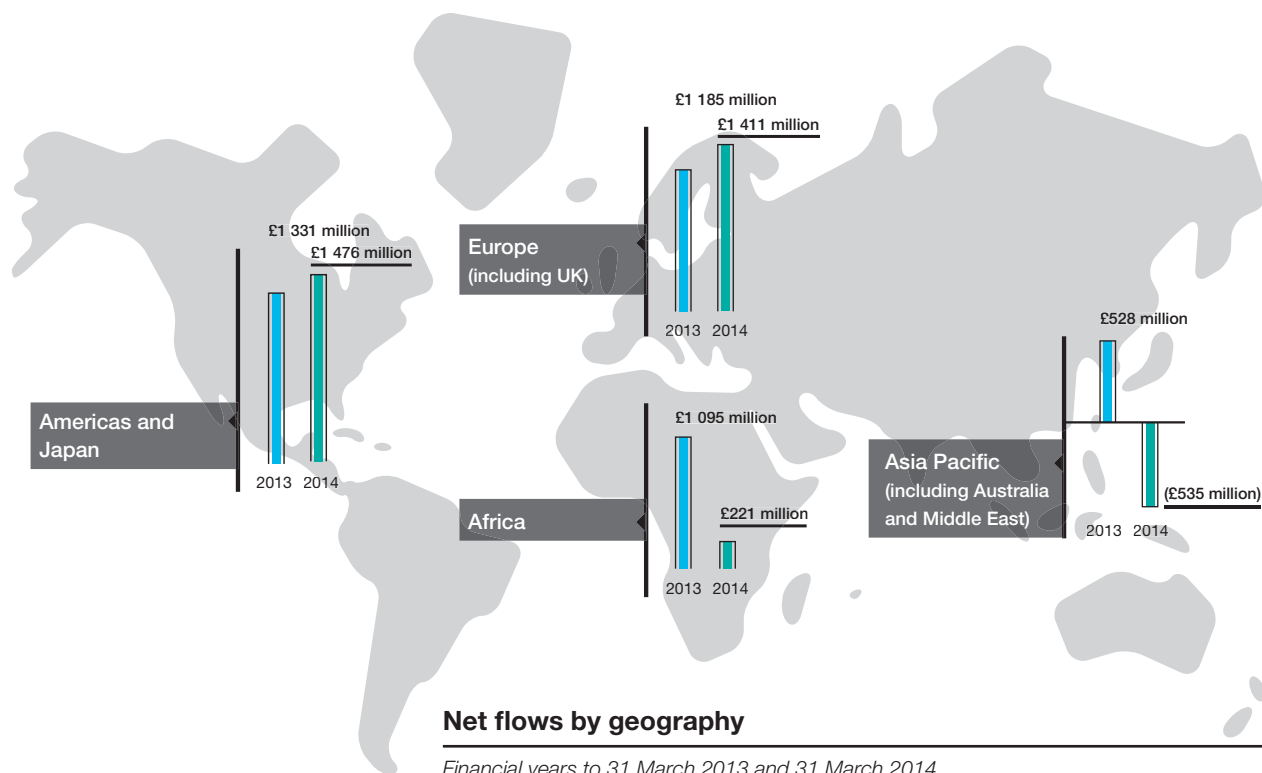 £1 185 million
£1 411 million
Europe
(including UK)
2013 2014
£1 331 million
£1 476 million
Americas and
Japan
2013 2014
£1 095 million
£221 million
Africa
2013 2014
£528 million
Asia Pacific
(including Australia
and Middle East)
(£535 million)
2013 2014
Net flows by geography
Financial years to 31 March 2013 and 31 March 2014